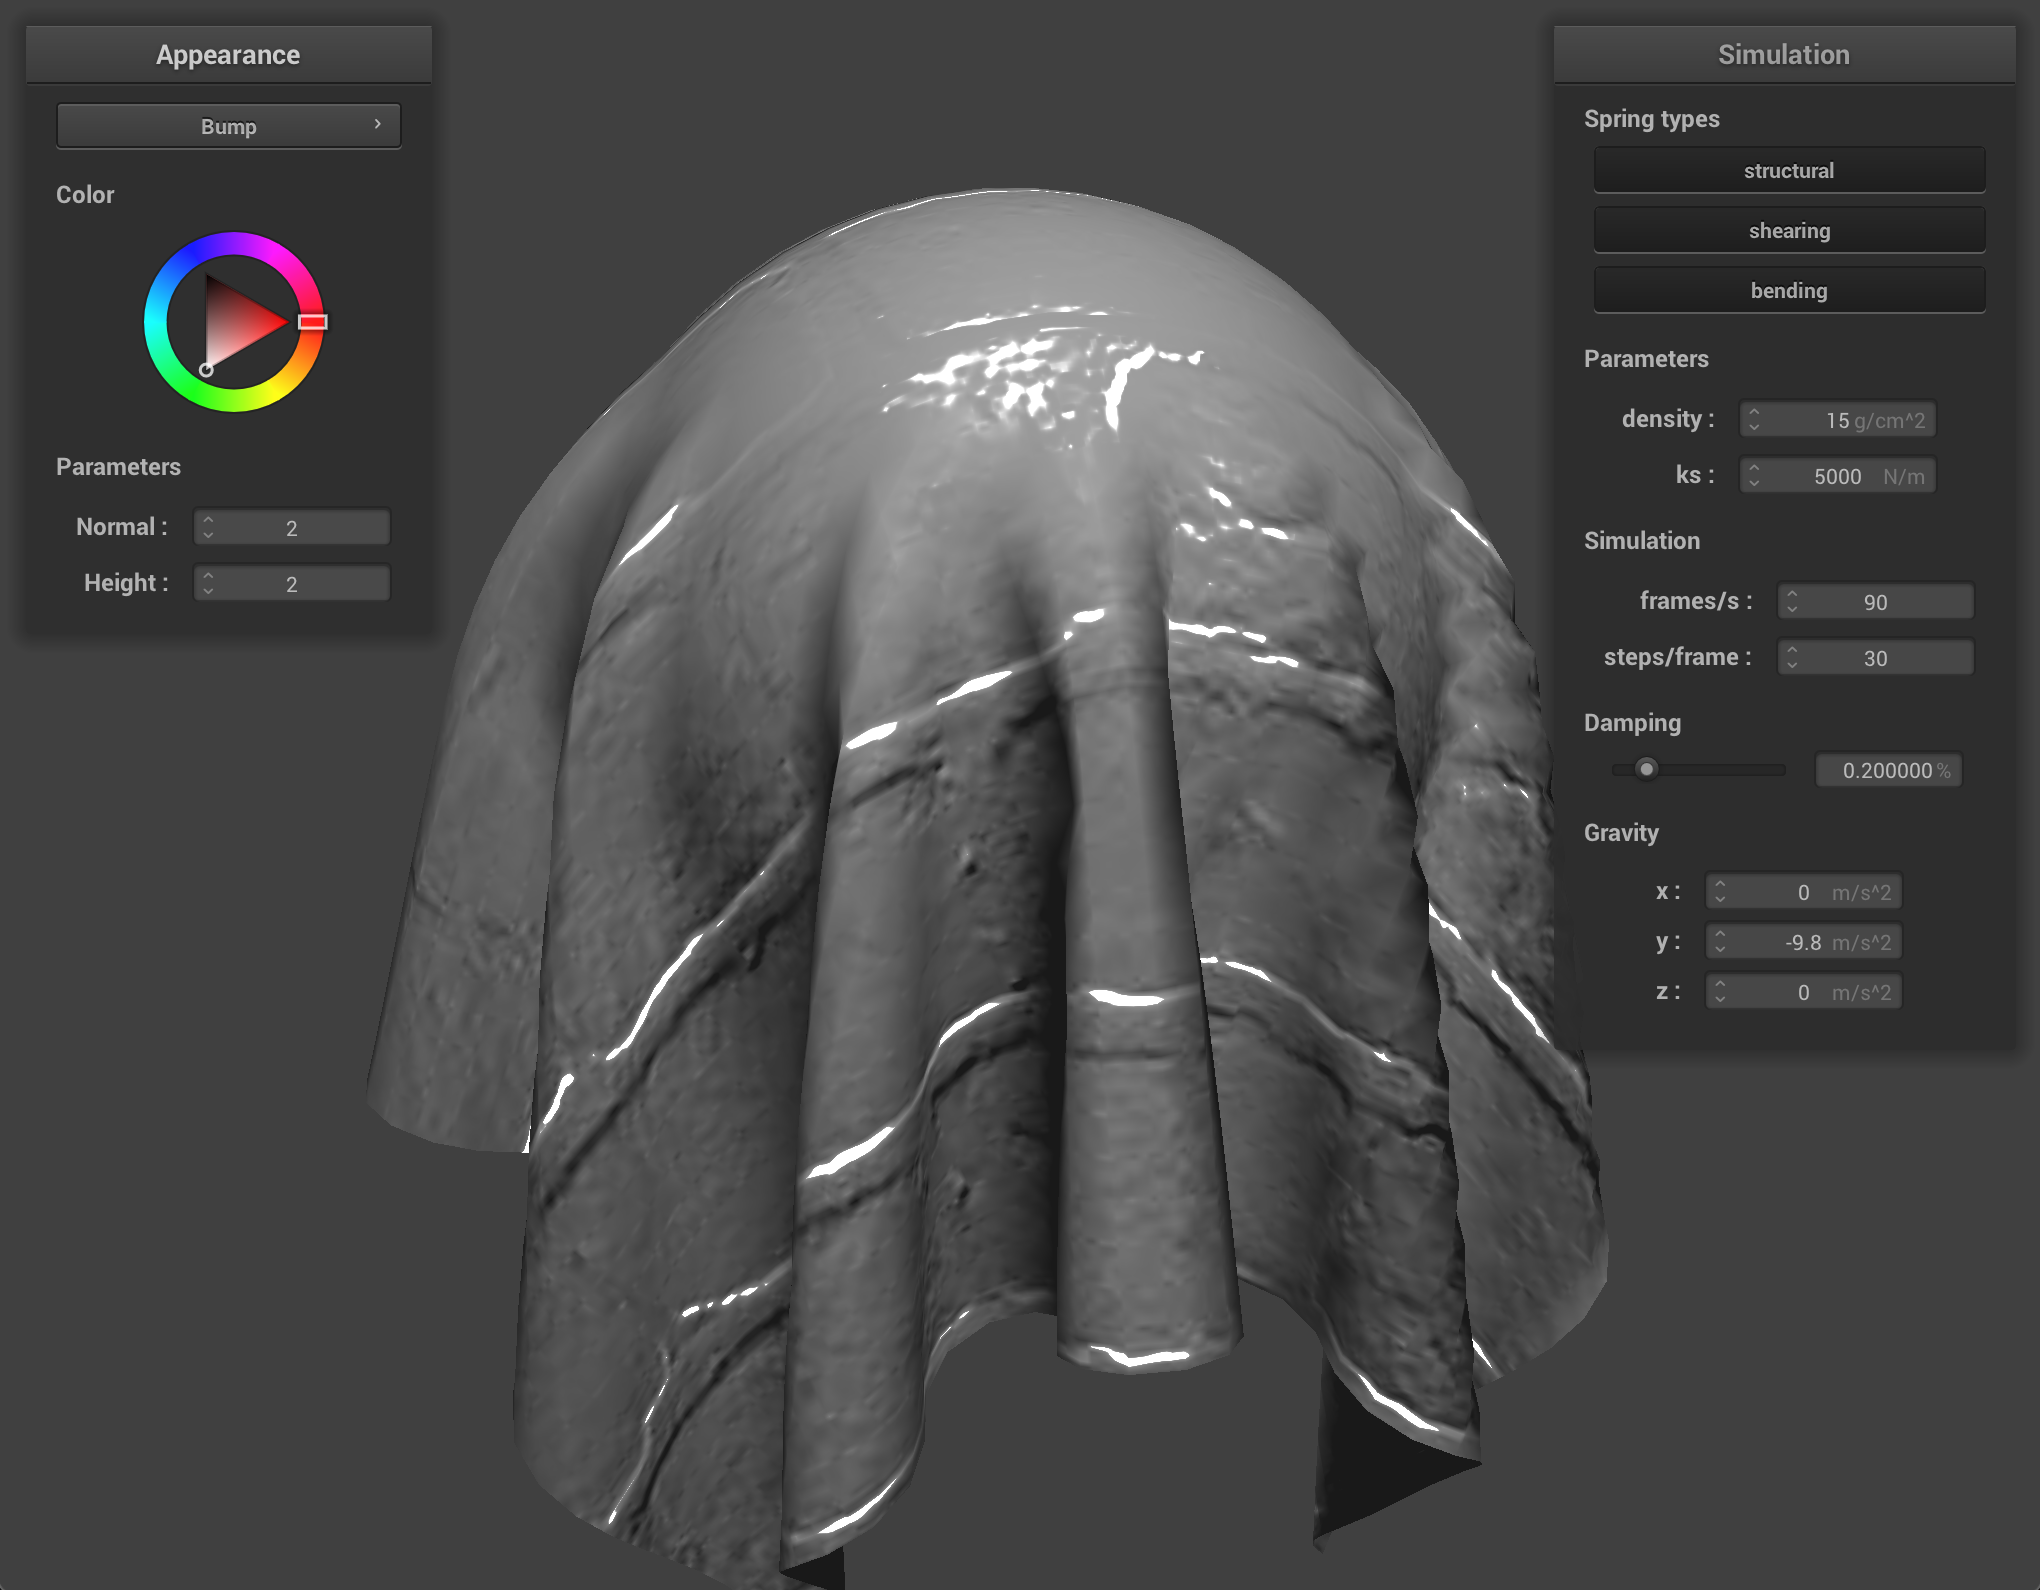 Appearance
Bump
Color
Parameters
Normal : 2
Height : 2
Simulation
Spring types
structural
shearing
bending
Parameters
density : 15 g/cm^2
ks : 5000 N/m
Simulation
frames/s : 90
steps/frame : 30
Damping
0.200000 %
Gravity
x : 0 m/s^2
y : -9.8 m/s^2
z : 0 m/s^2